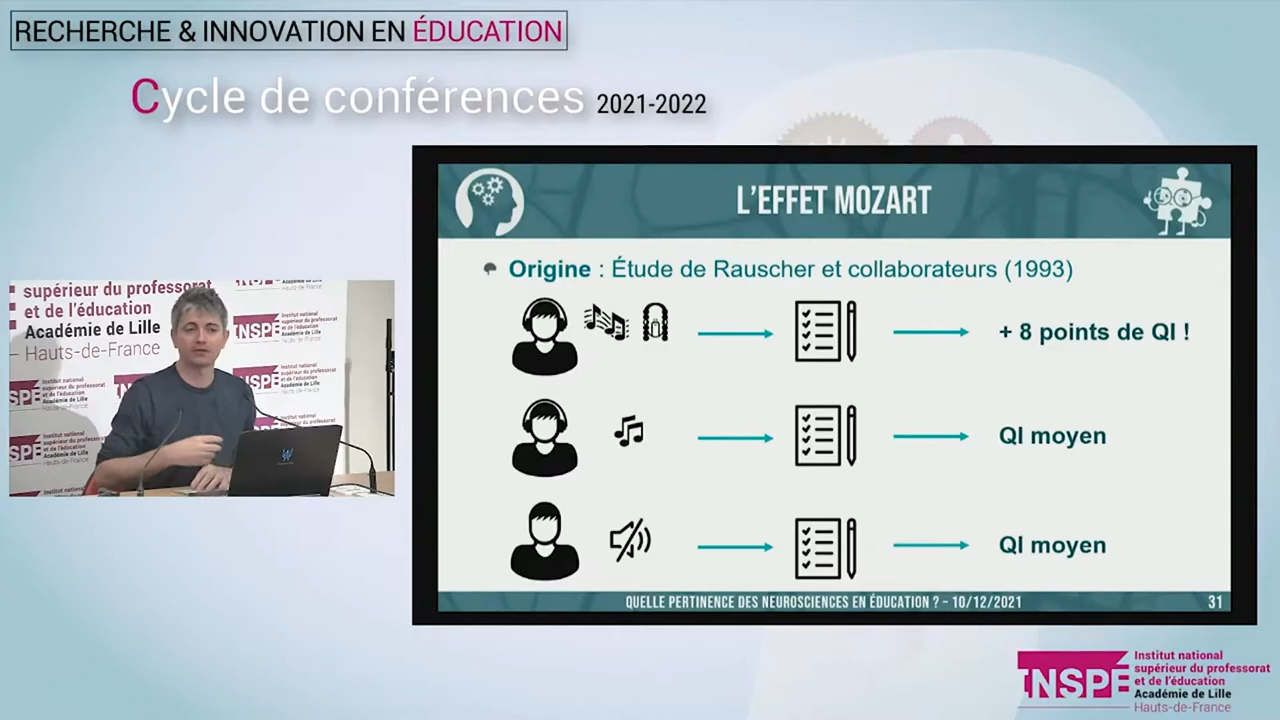 RECHERCHE & INNOVATION EN ÉDUCATION
Cycle de conférences 2021-2022
L'EFFET MOZART
Origine : Étude de Rauscher et collaborateurs (1993)
+ 8 points de QI !
QI moyen
QI moyen
QUELLE PERTINENCE DES NEUROSCIENCES EN ÉDUCATION ? – 10/12/2021
31
supérieur du professorat
et de l'éducation
Académie de Lille
Hauts-de-France
INSPÉ
Institut national
supérieur du professorat
et de l'éducation
Académie de Lille
Hauts-de-France